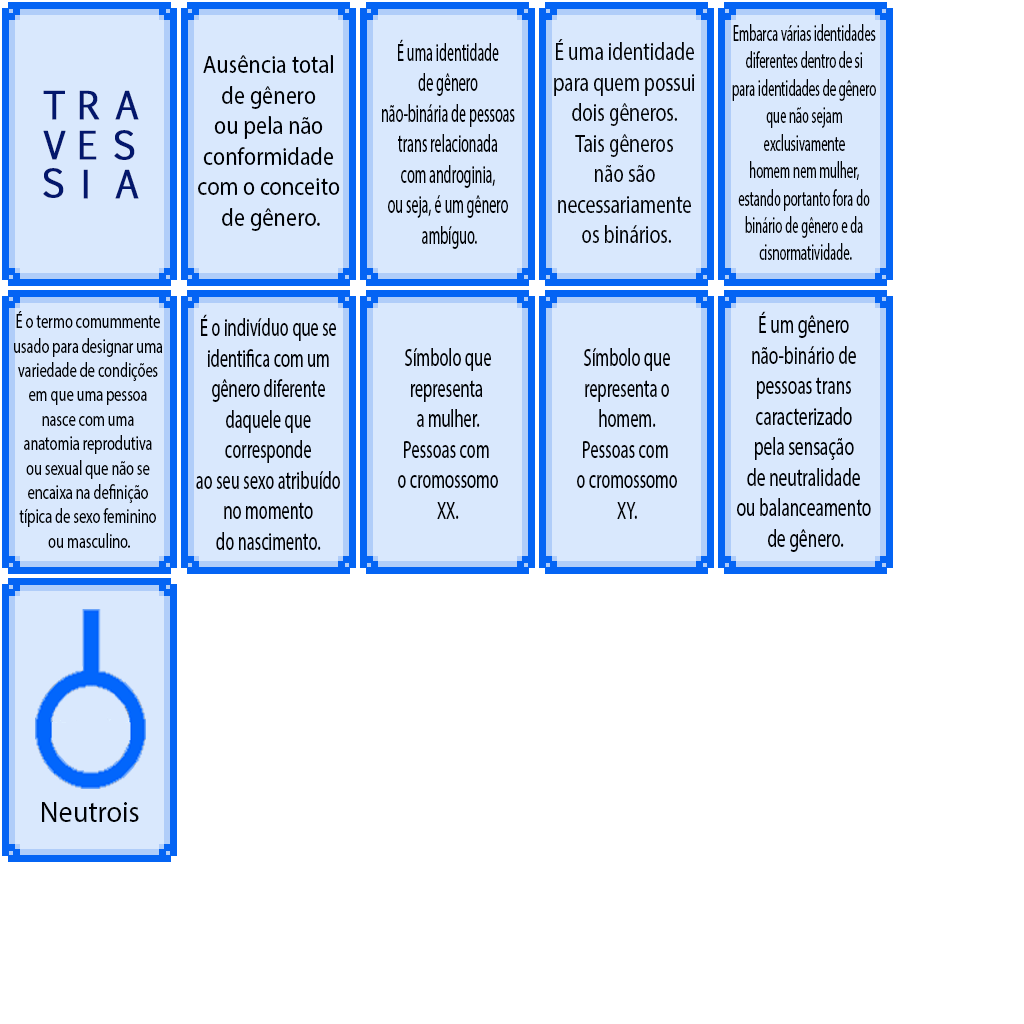 T R A
V E S
S I A
Ausência total
de gênero
ou pela não
conformidade
com o conceito
de gênero.
É uma identidade
de gênero
não-binária de pessoas
trans relacionada
com androginia,
ou seja, é um gênero
ambíguo.
É uma identidade
para quem possui
dois gêneros.
Tais gêneros
não são
necessariamente
os binários.
Embarca várias identidades
diferentes dentro de si
para identidades de gênero
que não sejam
exclusivamente
homem nem mulher,
estando portanto fora do
binário de gênero e da
cisnormatividade.
É o termo comummente
usado para designar uma
variedade de condições
em que uma pessoa
nasce com uma
anatomia reprodutiva
ou sexual que não se
encaixa na definição
típica de sexo feminino
ou masculino.
É o indivíduo que se
identifica com um
gênero diferente
daquele que
corresponde
ao seu sexo atribuído
no momento
do nascimento.
Símbolo que
representa
a mulher.
Pessoas com
o cromossomo
XX.
Símbolo que
representa o
homem.
Pessoas com
o cromossomo
XY.
É um gênero
não-binário de
pessoas trans
caracterizado
pela sensação
de neutralidade
ou balanceamento
de gênero.
Neutrois